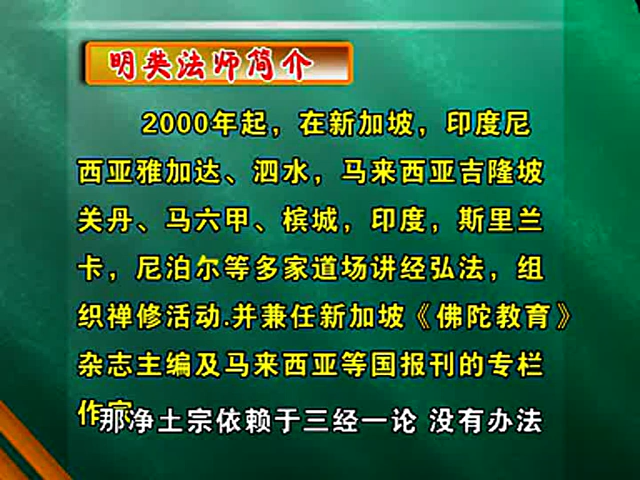 明奘法师简介
2000年起，在新加坡，印度尼
西亚雅加达、泗水，马来西亚吉隆坡
关丹、马六甲、槟城，印度，斯里兰
卡，尼泊尔等多家道场讲经弘法，组
织禅修活动.并兼任新加坡《佛陀教育》
杂志主编及马来西亚等国报刊的专栏
作家
那净土宗依赖于三经一论 没有办法